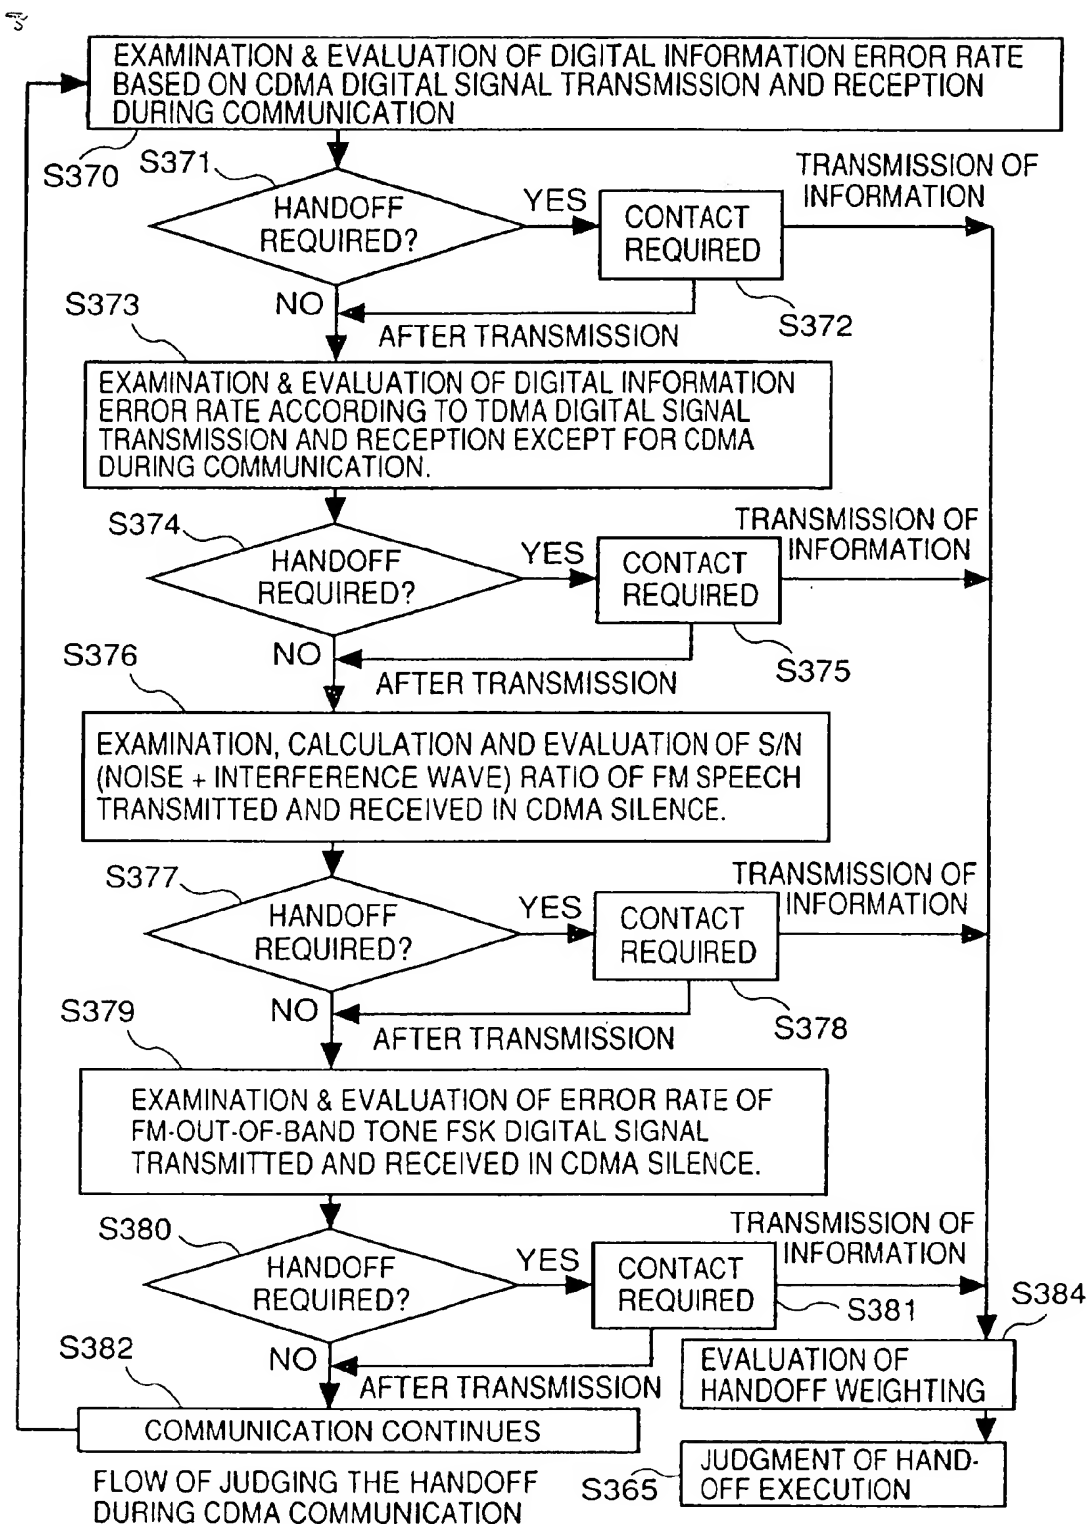 EXAMINATION & EVALUATION OF DIGITAL INFORMATION ERROR RATE
BASED ON CDMA DIGITAL SIGNAL TRANSMISSION AND RECEPTION
DURING COMMUNICATION
S370
S371
HANDOFF
REQUIRED?
YES
CONTACT
REQUIRED
TRANSMISSION OF
INFORMATION
S372
NO
AFTER TRANSMISSION
S373
EXAMINATION & EVALUATION OF DIGITAL INFORMATION
ERROR RATE ACCORDING TO TDMA DIGITAL SIGNAL
TRANSMISSION AND RECEPTION EXCEPT FOR CDMA
DURING COMMUNICATION.
S374
HANDOFF
REQUIRED?
YES
CONTACT
REQUIRED
TRANSMISSION OF
INFORMATION
S375
NO
AFTER TRANSMISSION
S376
EXAMINATION, CALCULATION AND EVALUATION OF S/N
(NOISE + INTERFERENCE WAVE) RATIO OF FM SPEECH
TRANSMITTED AND RECEIVED IN CDMA SILENCE.
S377
HANDOFF
REQUIRED?
YES
CONTACT
REQUIRED
TRANSMISSION OF
INFORMATION
S378
NO
AFTER TRANSMISSION
S379
EXAMINATION & EVALUATION OF ERROR RATE OF
FM-OUT-OF-BAND TONE FSK DIGITAL SIGNAL
TRANSMITTED AND RECEIVED IN CDMA SILENCE.
S380
HANDOFF
REQUIRED?
YES
CONTACT
REQUIRED
TRANSMISSION OF
INFORMATION
S381
NO
AFTER TRANSMISSION
S384
EVALUATION OF
HANDOFF WEIGHTING
S382
COMMUNICATION CONTINUES
S365
JUDGMENT OF HAND-
OFF EXECUTION
FLOW OF JUDGING THE HANDOFF
DURING CDMA COMMUNICATION